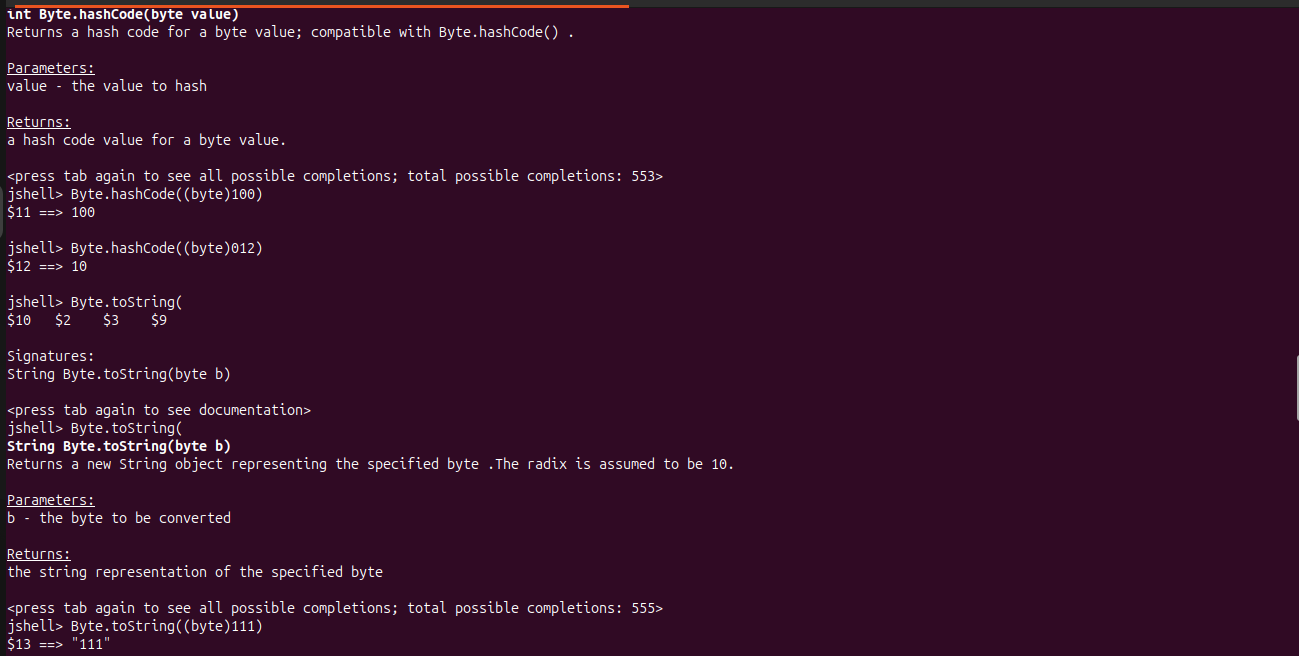 int Byte.hashCode(byte value)
Returns a hash code for a byte value; compatible with Byte.hashCode() .
Parameters:
value - the value to hash
Returns:
a hash code value for a byte value.
<press tab again to see all possible completions; total possible completions: 553>
jshell> Byte.hashCode((byte)100)
$11 ==> 100
jshell> Byte.hashCode((byte)012)
$12 ==> 10
jshell> Byte.toString(
$10   $2    $3    $9
Signatures:
String Byte.toString(byte b)
<press tab again to see documentation>
jshell> Byte.toString(
String Byte.toString(byte b)
Returns a new String object representing the specified byte .The radix is assumed to be 10.
Parameters:
b - the byte to be converted
Returns:
the string representation of the specified byte
<press tab again to see all possible completions; total possible completions: 555>
jshell> Byte.toString((byte)111)
$13 ==> "111"